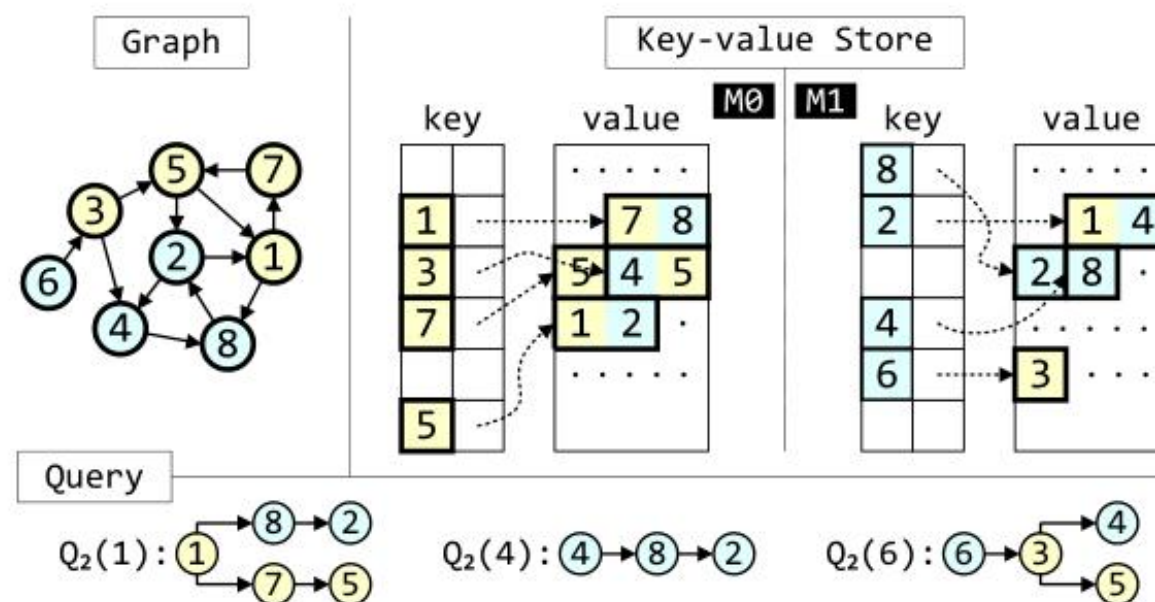 Graph
Key-value Store
M0 M1
key value key value
5 7
3
2 1
6
4 8
8
1 7 8 2 1 4
3 5 4 5 2 8
7 1 2 4
6 3
5
Query
Q₂(1): 1 8 2 7 5
Q₂(4): 4 8 2
Q₂(6): 6 3 4 5